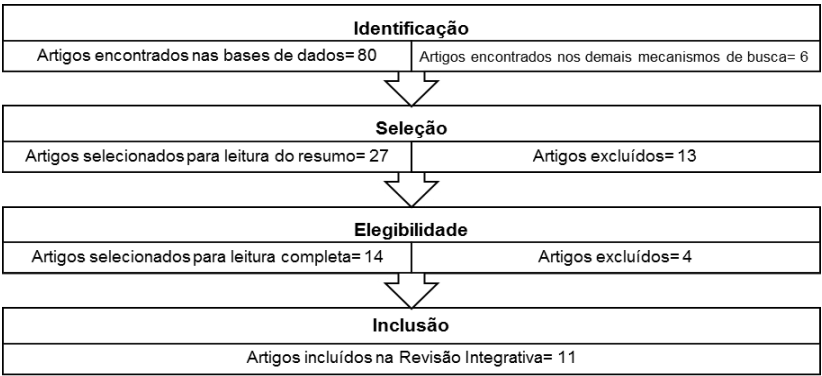 Identificação
Artigos encontrados nas bases de dados= 80
Artigos encontrados nos demais mecanismos de busca= 6
Seleção
Artigos selecionados para leitura do resumo= 27
Artigos excluídos= 13
Elegibilidade
Artigos selecionados para leitura completa= 14
Artigos excluídos= 4
Inclusão
Artigos incluídos na Revisão Integrativa= 11